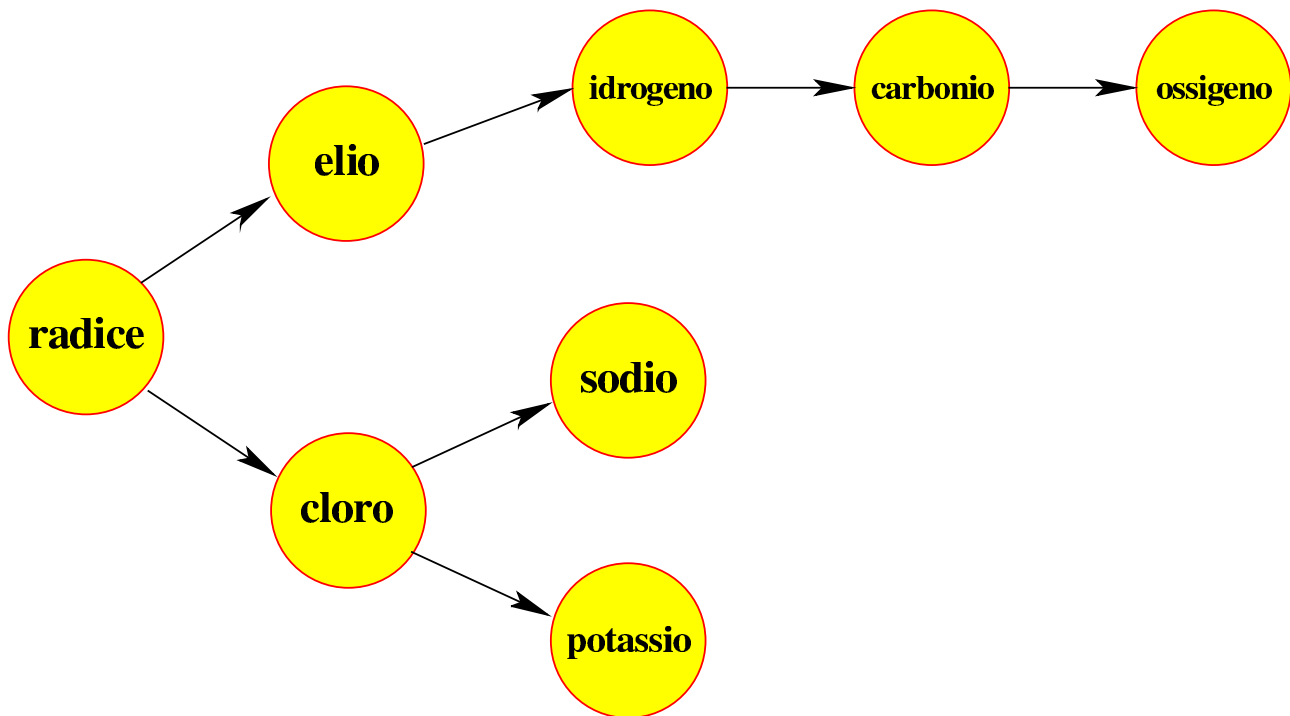 idrogeno
carbonio
ossigeno
elio
radice
sodio
cloro
potassio